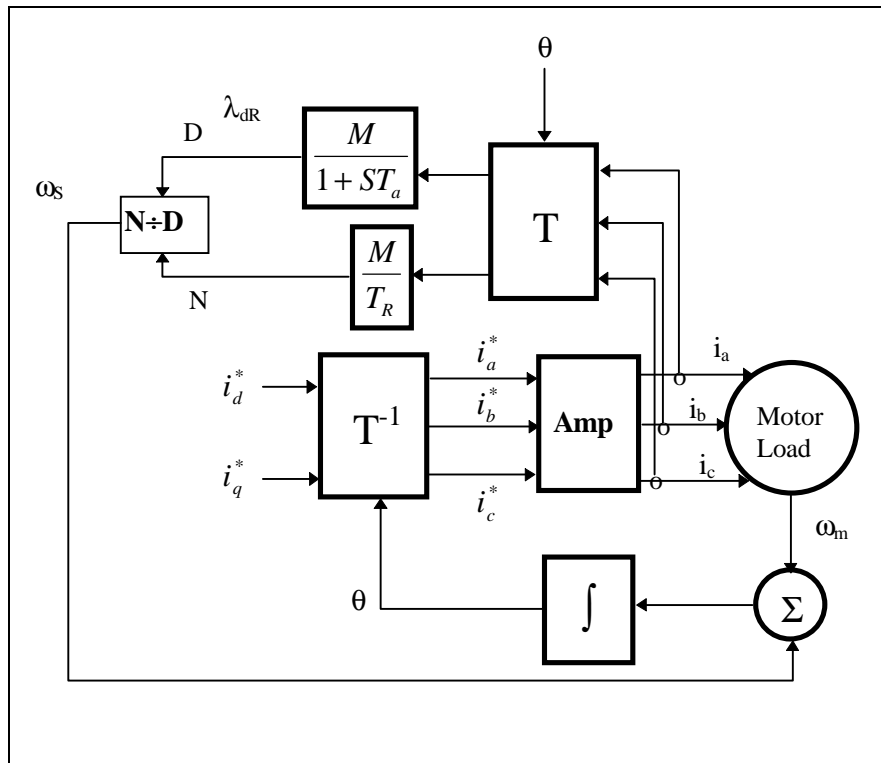 θ
λdR
D
M
1 + STa
ωS
N÷D
T
M
TR
N
i*a
ia
i*d
T-1
i*b
Amp
ib
Motor
Load
i*q
i*c
ic
ωm
θ
∫
Σ